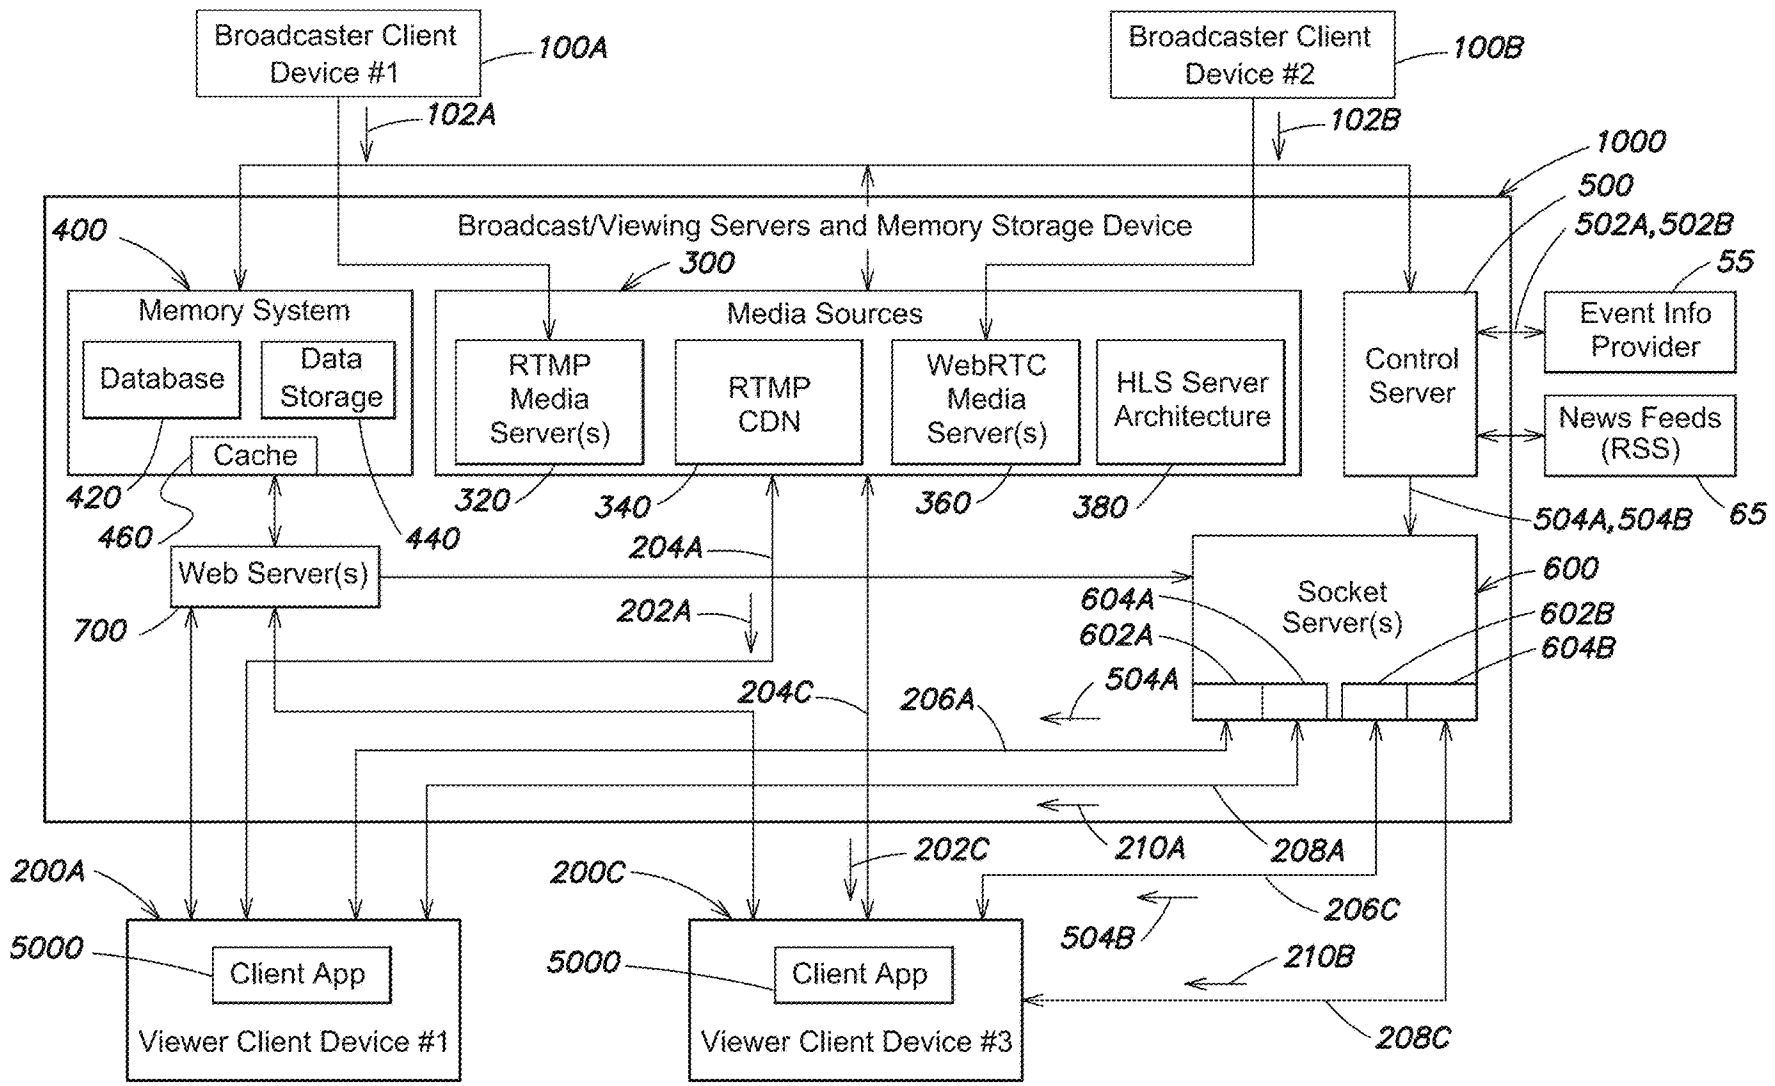 Broadcaster Client
Device #1
100A
Broadcaster Client
Device #2
100B
102A
102B
1000
500
502A,502B
Broadcast/Viewing Servers and Memory Storage Device
400
300
55
Memory System
Media Sources
Event Info
Provider
Database
Data
Storage
Cache
RTMP
Media
Server(s)
RTMP
CDN
WebRTC
Media
Server(s)
HLS Server
Architecture
Control
Server
News Feeds
(RSS)
420
460
440
320
340
360
380
504A,504B
65
204A
Web Server(s)
700
202A
Socket
Server(s)
600
604A
602A
602B
604B
204C
206A
504A
210A
208A
202C
200A
200C
206C
504B
5000
Client App
Viewer Client Device #1
5000
Client App
Viewer Client Device #3
210B
208C